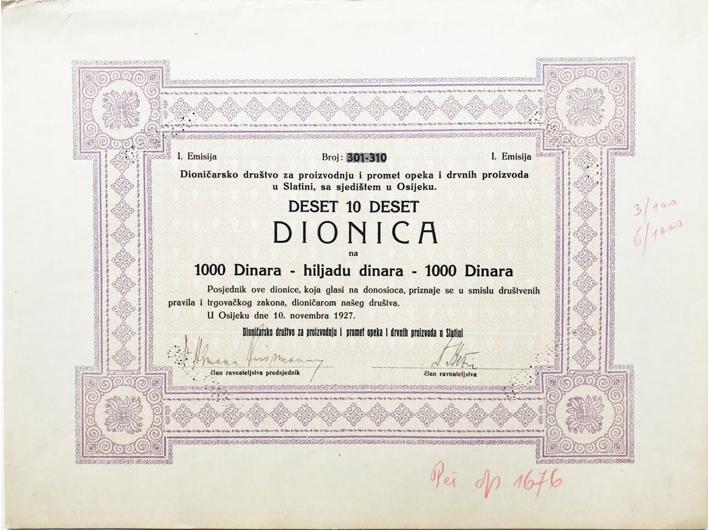 I. Emisija Broj: 301-310 I. Emisija
Dioničarsko društvo za proizvodnju i promet opeka i drvnih proizvoda
u Slatini, sa sjedištem u Osijeku.
DESET 10 DESET
DIONICA
na
1000 Dinara - hiljadu dinara - 1000 Dinara
Posjednik ove dionice, koja glasi na donosioca, priznaje se u smislu društvenih
pravila i trgovačkog zakona, dioničarom našeg društva.
U Osijeku dne 10. novembra 1927.
Dioničarsko društvo za proizvodnju i promet opeka i drvnih proizvoda u Slatini
član ravnateljstva predsjednik član ravnateljstva
3/100
6/1000
1676